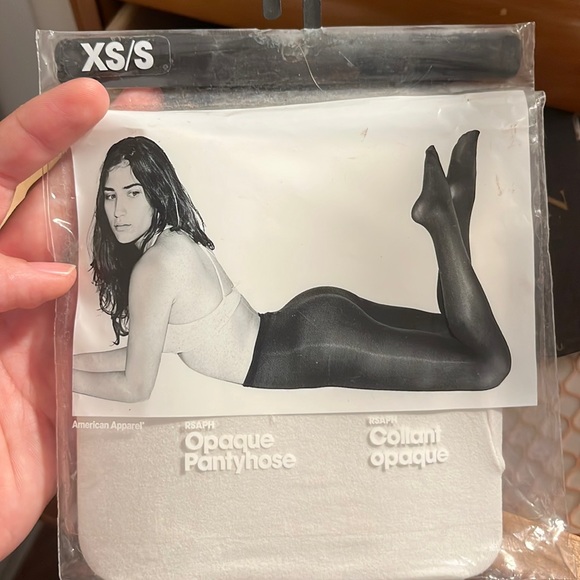 XS/S
American Apparel®
RSAPH
Opaque
Pantyhose
RSAPH
Collant
opaque